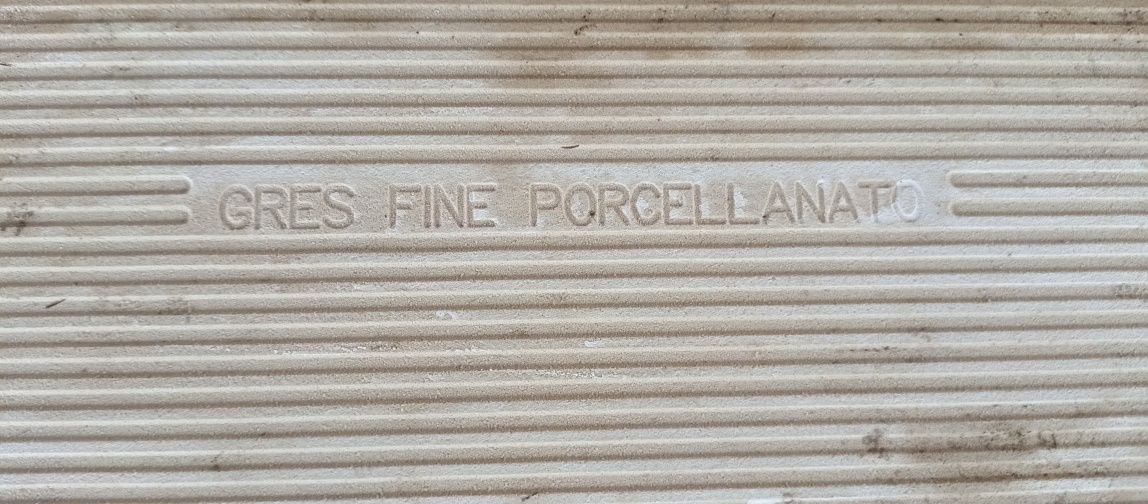 GRES FINE PORCELLANATO